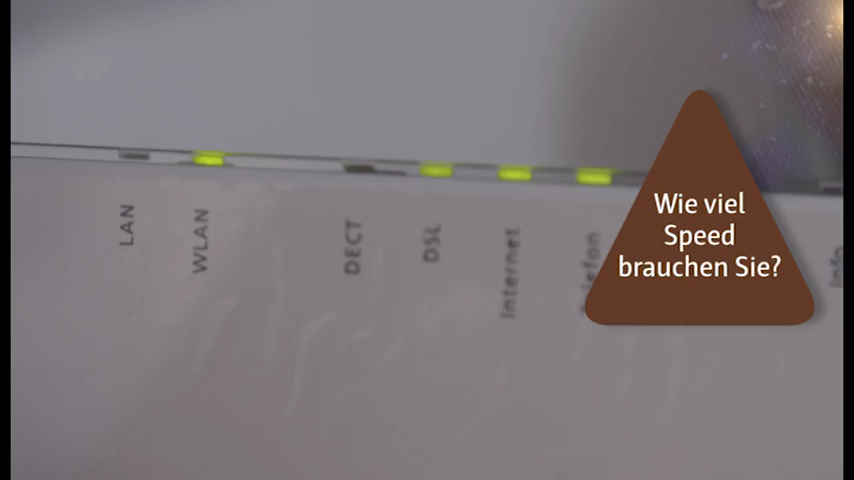 LAN
WLAN
DECT
DSL
Internet
Wie viel
Speed
brauchen Sie?